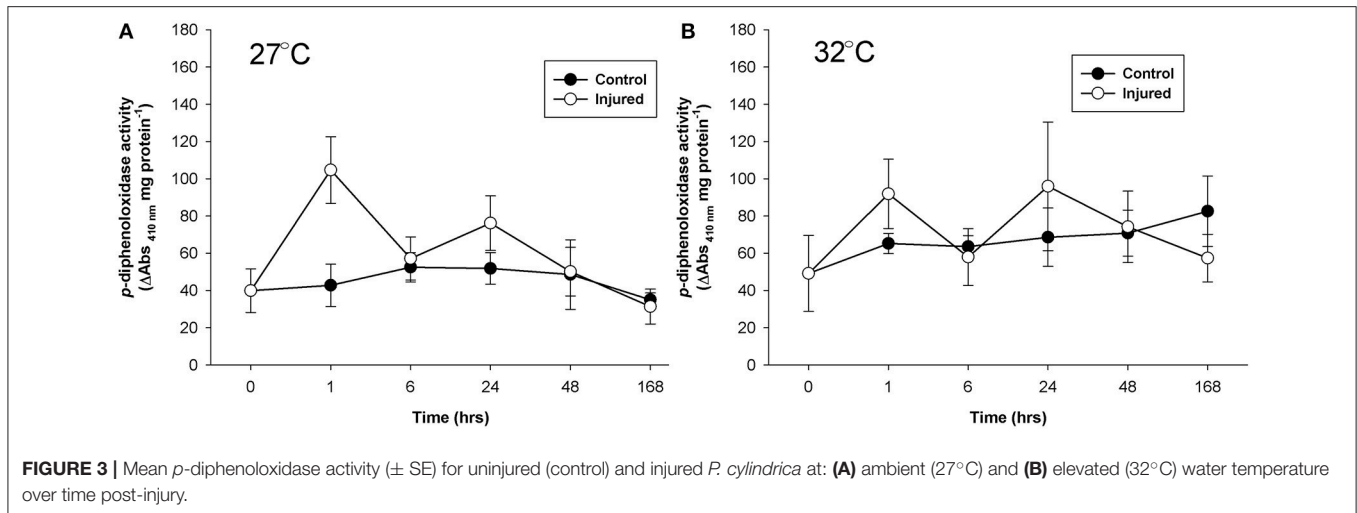 A
27°C
Control
Injured
p-diphenoloxidase activity
(ΔAbs 410 nm mg protein-1)
180
160
140
120
100
80
60
40
20
0
0 1 6 24 48 168
Time (hrs)
B
32°C
Control
Injured
p-diphenoloxidase activity
(ΔAbs 410 nm mg protein-1)
180
160
140
120
100
80
60
40
20
0
0 1 6 24 48 168
Time (hrs)
FIGURE 3 | Mean p-diphenoloxidase activity (± SE) for uninjured (control) and injured P. cylindrica at: (A) ambient (27°C) and (B) elevated (32°C) water temperature
over time post-injury.